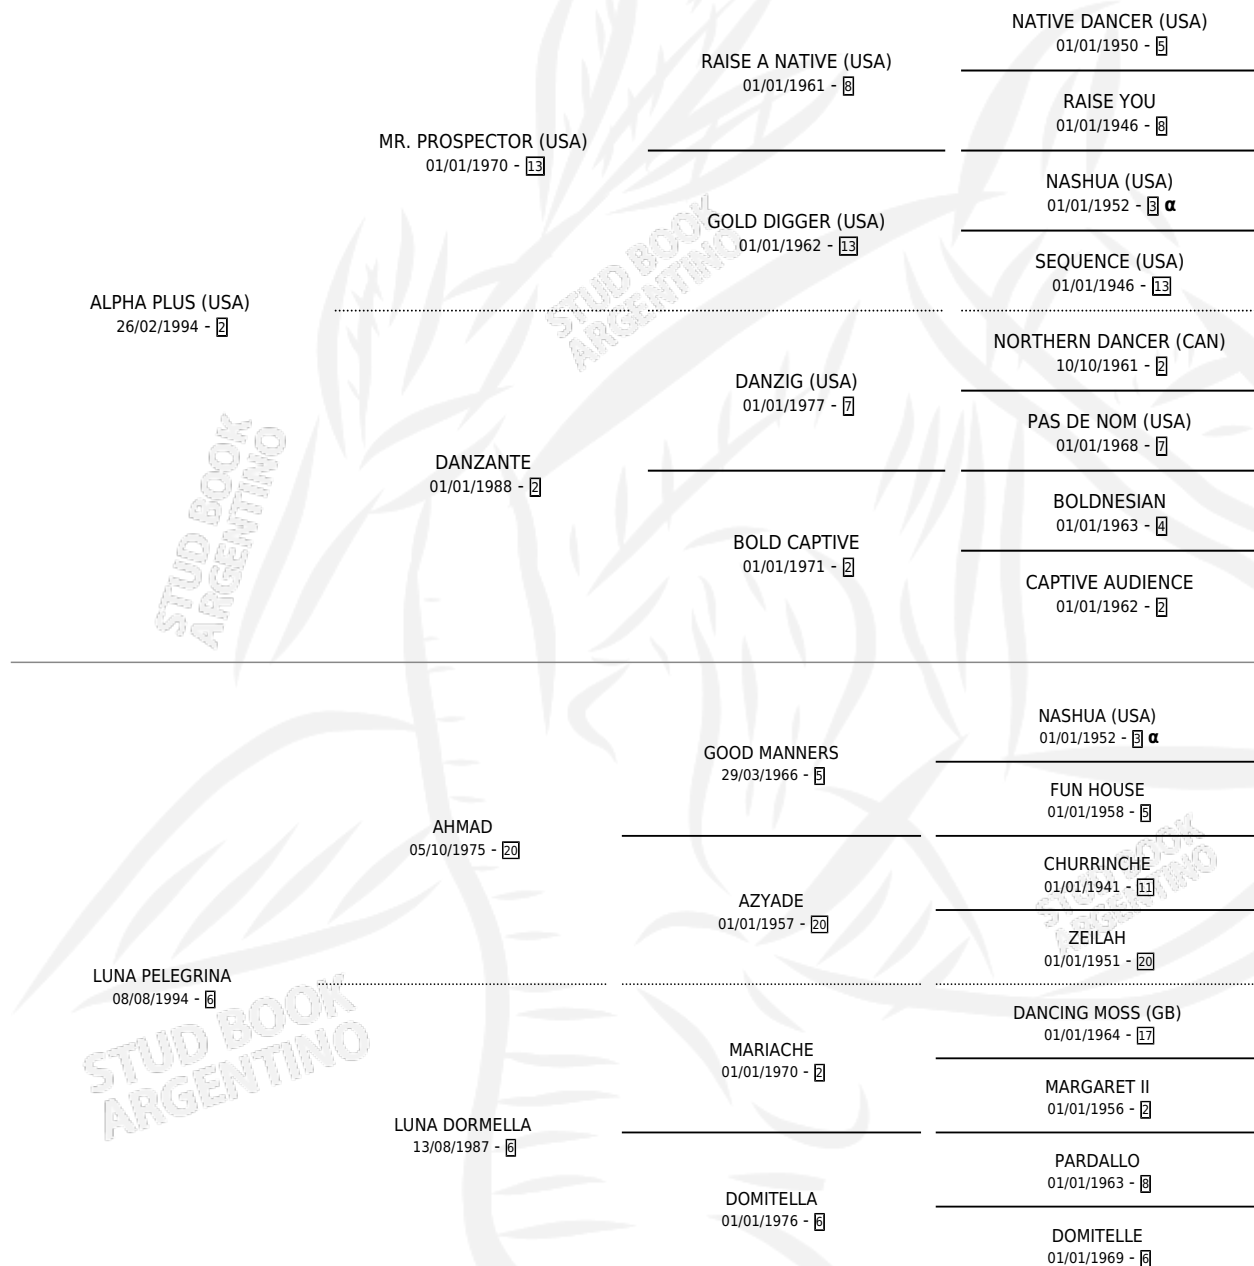 NATIVE DANCER (USA)
01/01/1950 - 5
RAISE A NATIVE (USA)
01/01/1961 - 8
RAISE YOU
01/01/1946 - 8
MR. PROSPECTOR (USA)
01/01/1970 - 13
NASHUA (USA)
01/01/1952 - 3 α
GOLD DIGGER (USA)
01/01/1962 - 13
SEQUENCE (USA)
01/01/1946 - 13
ALPHA PLUS (USA)
26/02/1994 - 2
NORTHERN DANCER (CAN)
10/10/1961 - 2
DANZIG (USA)
01/01/1977 - 7
PAS DE NOM (USA)
01/01/1968 - 7
DANZANTE
01/01/1988 - 2
BOLDNESIAN
01/01/1963 - 4
BOLD CAPTIVE
01/01/1971 - 2
CAPTIVE AUDIENCE
01/01/1962 - 2
STUD BOOK
ARGENTINO
STUD BOOK
ARGENTINO
NASHUA (USA)
01/01/1952 - 3 α
GOOD MANNERS
29/03/1966 - 5
FUN HOUSE
01/01/1958 - 5
AHMAD
05/10/1975 - 20
CHURRINCHE
01/01/1941 - 11
AZYADE
01/01/1957 - 20
ZEILAH
01/01/1951 - 20
LUNA PELEGRINA
08/08/1994 - 6
DANCING MOSS (GB)
01/01/1964 - 17
MARIACHE
01/01/1970 - 2
MARGARET II
01/01/1956 - 2
LUNA DORMELLA
13/08/1987 - 6
PARDALLO
01/01/1963 - 8
DOMITELLA
01/01/1976 - 6
DOMITELLE
01/01/1969 - 6
STUD BOOK
ARGENTINO
STUD BOOK
ARGENTINO